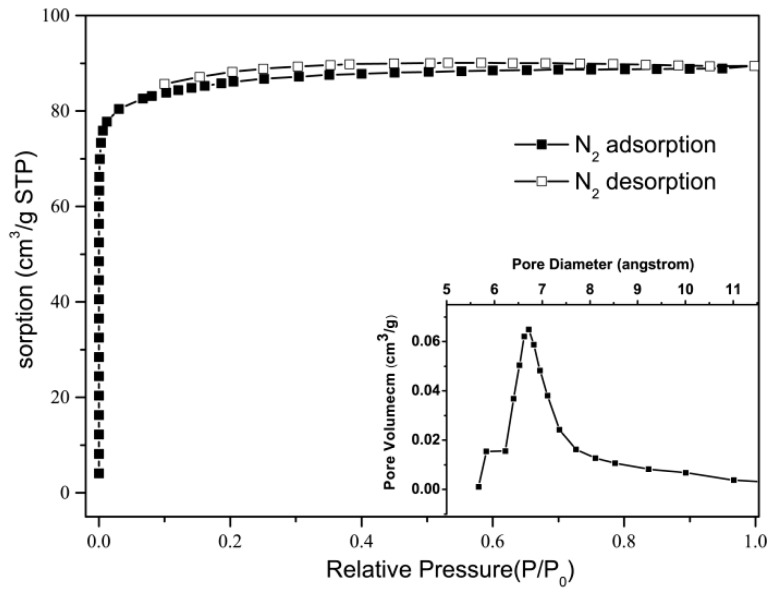 100
80
60
40
20
0
sorption (cm³/g STP)
N₂ adsorption
N₂ desorption
Pore Diameter (angstrom)
5 6 7 8 9 10 11
0.06
0.04
0.02
0.00
Pore Volumecm (cm³/g)
0.0 0.2 0.4 0.6 0.8 1.0
Relative Pressure(P/P₀)